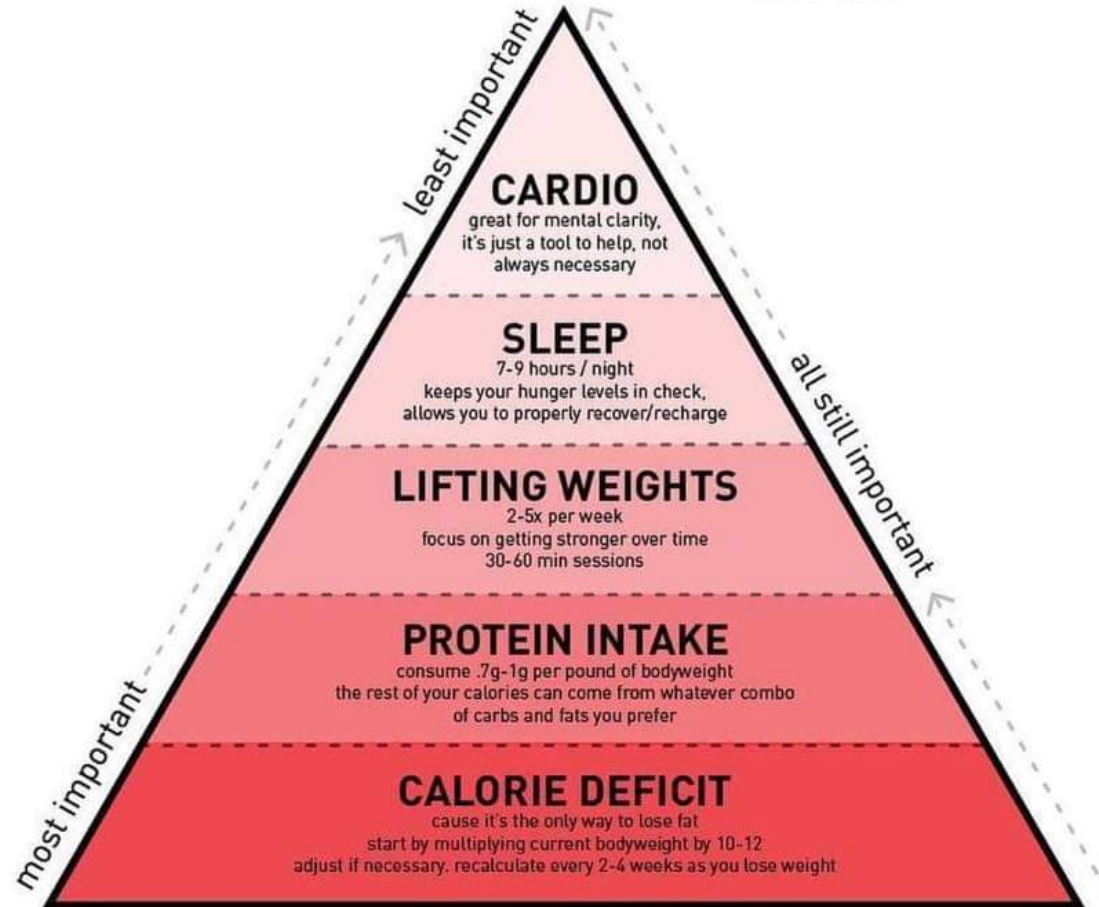 least important
CARDIO
great for mental clarity,
it's just a tool to help, not
always necessary
SLEEP
7-9 hours / night
keeps your hunger levels in check,
allows you to properly recover/recharge
all still important
LIFTING WEIGHTS
2-5x per week
focus on getting stronger over time
30-60 min sessions
PROTEIN INTAKE
consume .7g-1g per pound of bodyweight
the rest of your calories can come from whatever combo
of carbs and fats you prefer
most important
CALORIE DEFICIT
cause it's the only way to lose fat
start by multiplying current bodyweight by 10-12
adjust if necessary. recalculate every 2-4 weeks as you lose weight